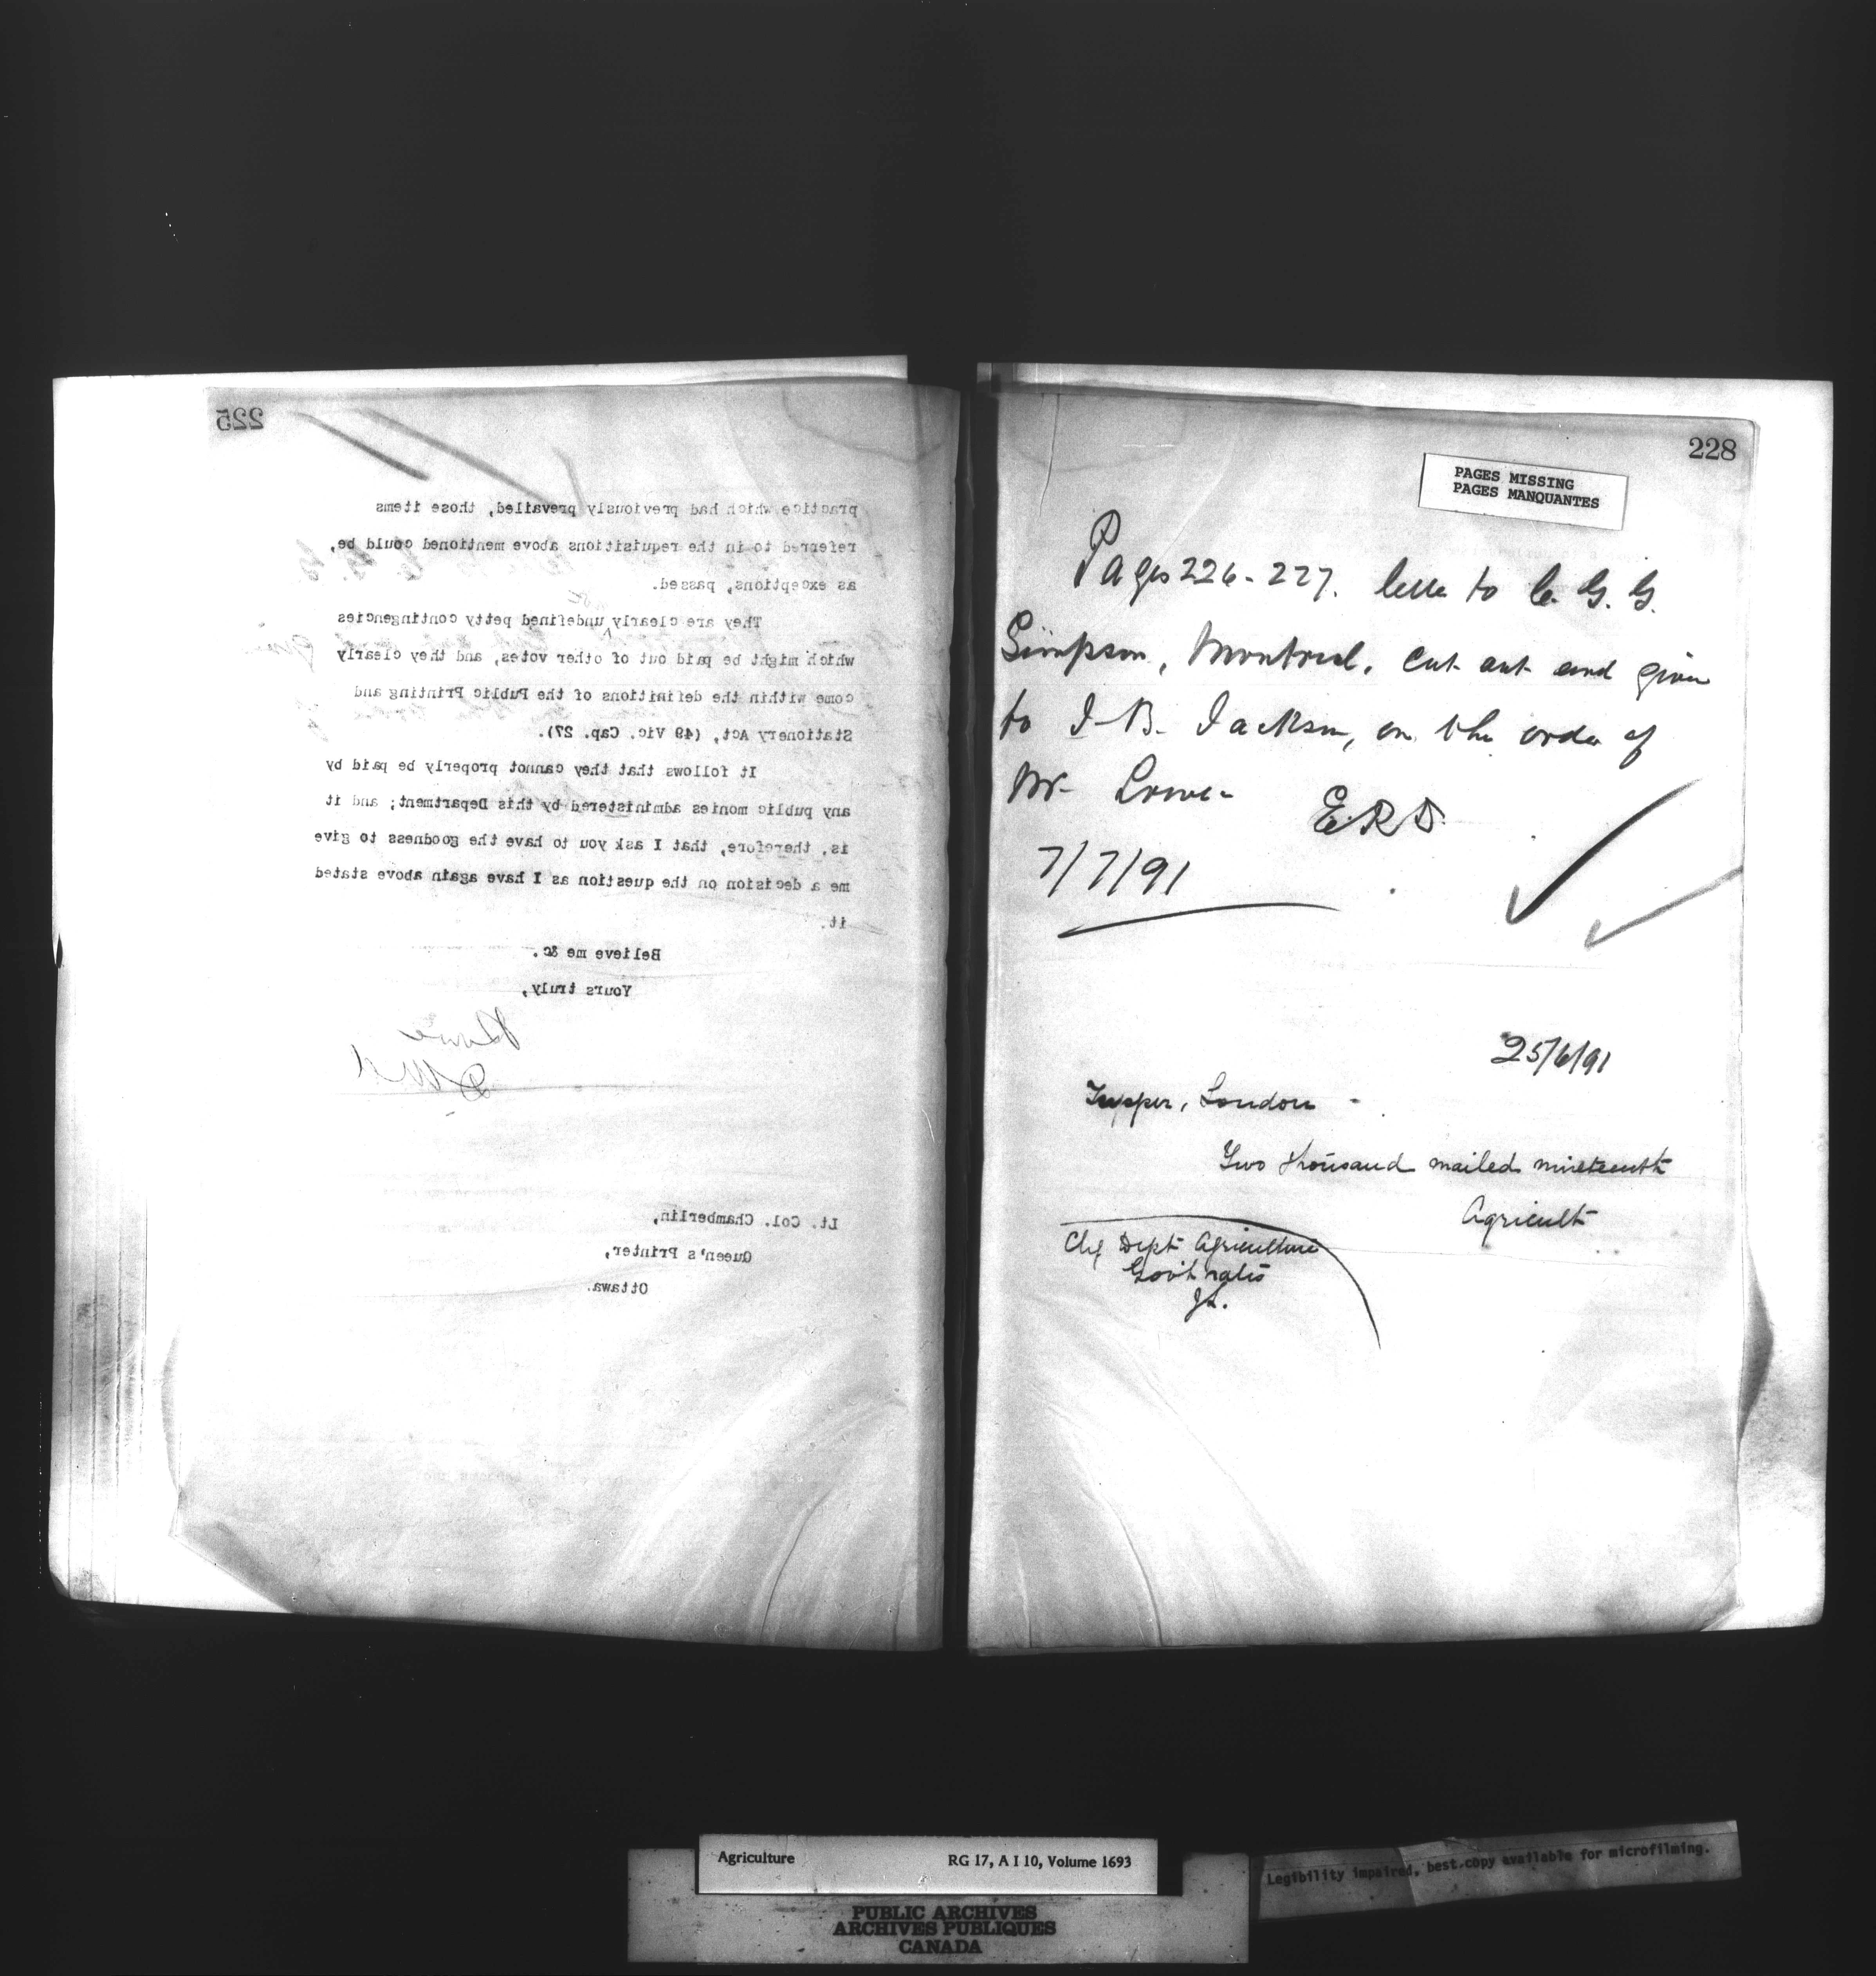 225
practice which had previously prevailed, those items
referred to in the requisitions above mentioned could be,
as exceptions, passed.
They are clearly undefined petty contingencies
which might be paid out of other votes, and they clearly
come within the definitions of the Public Printing and
Stationery Act, (49 Vic. Cap. 27).
It follows that they cannot properly be paid by
any public monies administered by this Department; and it
is, therefore, that I ask you to have the goodness to give
me a decision on the question as I have again above stated
it.
Believe me &c.
Yours truly,
Lt. Col. Chamberlin,
Queen's Printer,
Ottawa.
228
PAGES MISSING
PAGES MANQUANTES
Pages 226-227. letter to C. G. G.
Simpson, Montreal, cut out and given
to J. B. Jackson, on the order of
Mr. Lowe-
E.R.D.
7/7/91
25/6/91
Tupper, London -
Two thousand mailed nineteenth
Agricult
Chg Dept Agriculture
Govt rates
JL.
Agriculture RG 17, A I 10, Volume 1693
PUBLIC ARCHIVES
ARCHIVES PUBLIQUES
CANADA
Legibility impaired, best copy available for microfilming.